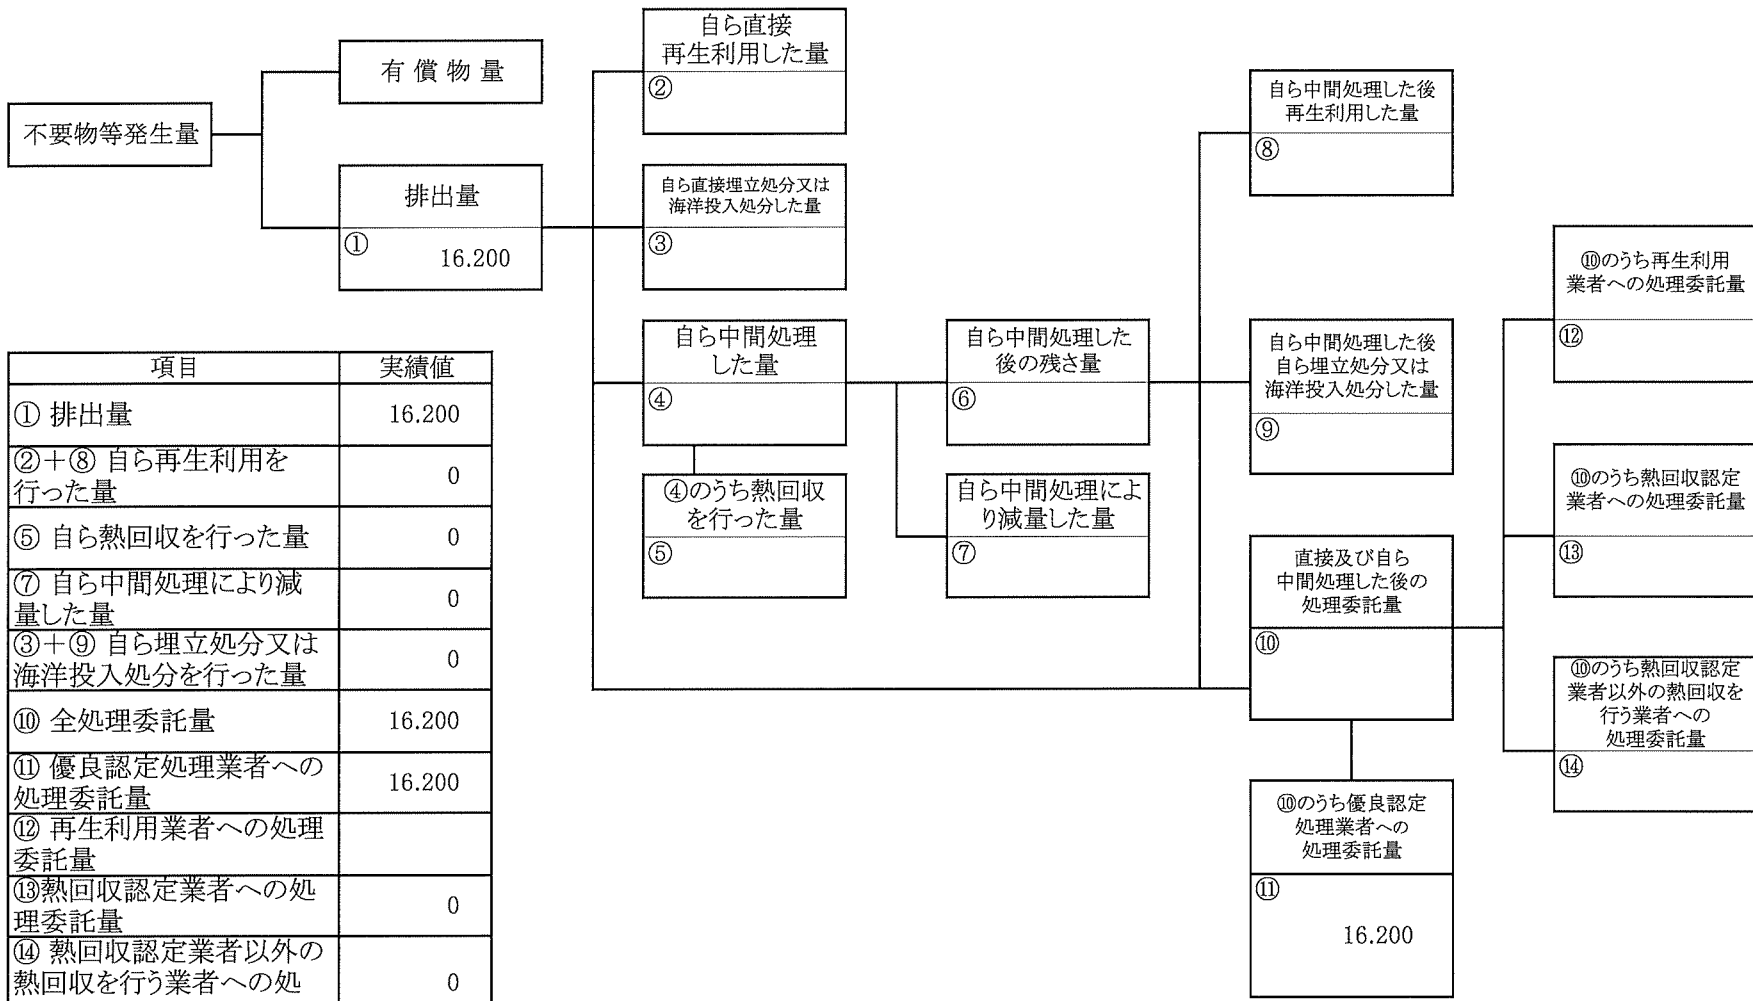 不要物等発生量
有 償 物 量
排出量
①
16.200
自ら直接
再生利用した量
②
自ら直接埋立処分又は
海洋投入処分した量
③
自ら中間処理
した量
④
④のうち熱回収
を行った量
⑤
自ら中間処理した
後の残さ量
⑥
自ら中間処理によ
り減量した量
⑦
自ら中間処理した後
再生利用した量
⑧
自ら中間処理した後
自ら埋立処分又は
海洋投入処分した量
⑨
直接及び自ら
中間処理した後の
処理委託量
⑩
⑩のうち優良認定
処理業者への
処理委託量
⑪
16.200
⑩のうち再生利用
業者への処理委託量
⑫
⑩のうち熱回収認定
業者への処理委託量
⑬
⑩のうち熱回収認定
業者以外の熱回収を
行う業者への
処理委託量
⑭
項目 実績値
① 排出量 16.200
②+⑧ 自ら再生利用を
行った量 0
⑤ 自ら熱回収を行った量 0
⑦ 自ら中間処理により減
量した量 0
③+⑨ 自ら埋立処分又は
海洋投入処分を行った量 0
⑩ 全処理委託量 16.200
⑪ 優良認定処理業者への
処理委託量 16.200
⑫ 再生利用業者への処理
委託量
⑬熱回収認定業者への処
理委託量 0
⑭ 熱回収認定業者以外の
熱回収を行う業者への処 0